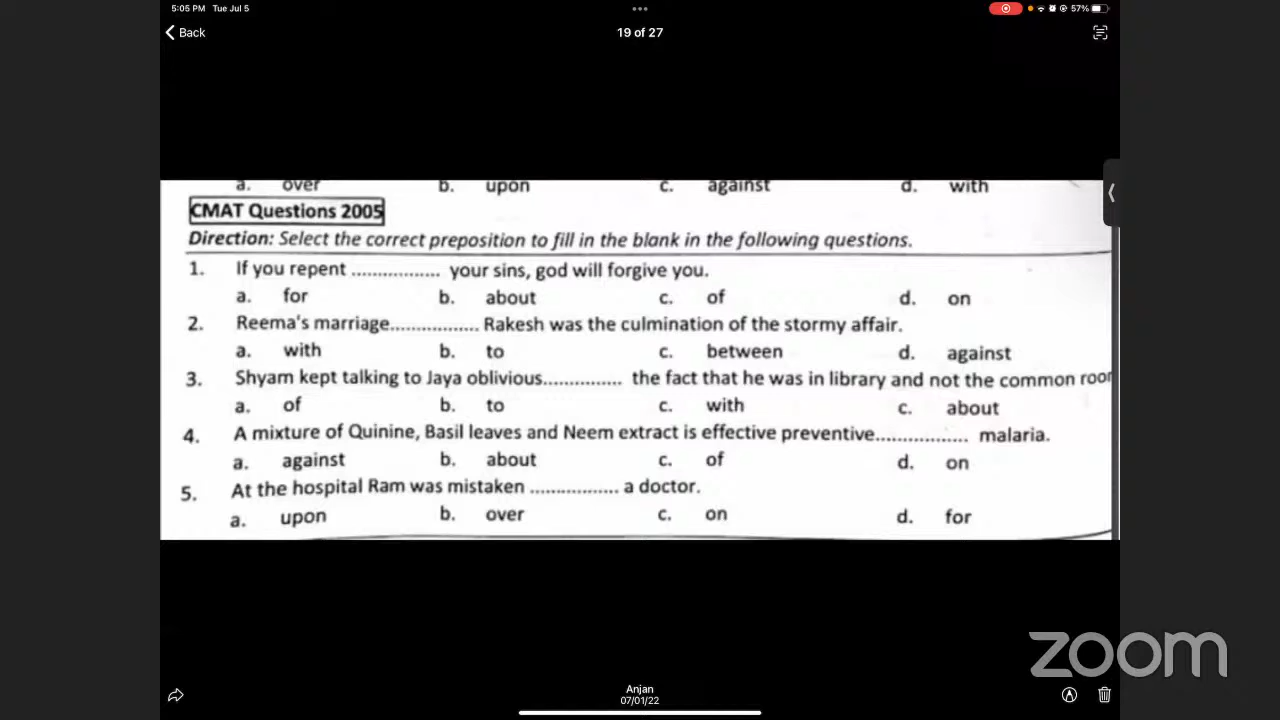 5:05 PM Tue Jul 5
57%
Back
19 of 27
a. over b. upon c. against d. with
CMAT Questions 2005
Direction: Select the correct preposition to fill in the blank in the following questions.
1. If you repent ................. your sins, god will forgive you.
a. for b. about c. of d. on
2. Reema's marriage................. Rakesh was the culmination of the stormy affair.
a. with b. to c. between d. against
3. Shyam kept talking to Jaya oblivious............... the fact that he was in library and not the common roor
a. of b. to c. with c. about
4. A mixture of Quinine, Basil leaves and Neem extract is effective preventive.................. malaria.
a. against b. about c. of d. on
5. At the hospital Ram was mistaken ................. a doctor.
a. upon b. over c. on d. for
zoom
Anjan
07/01/22